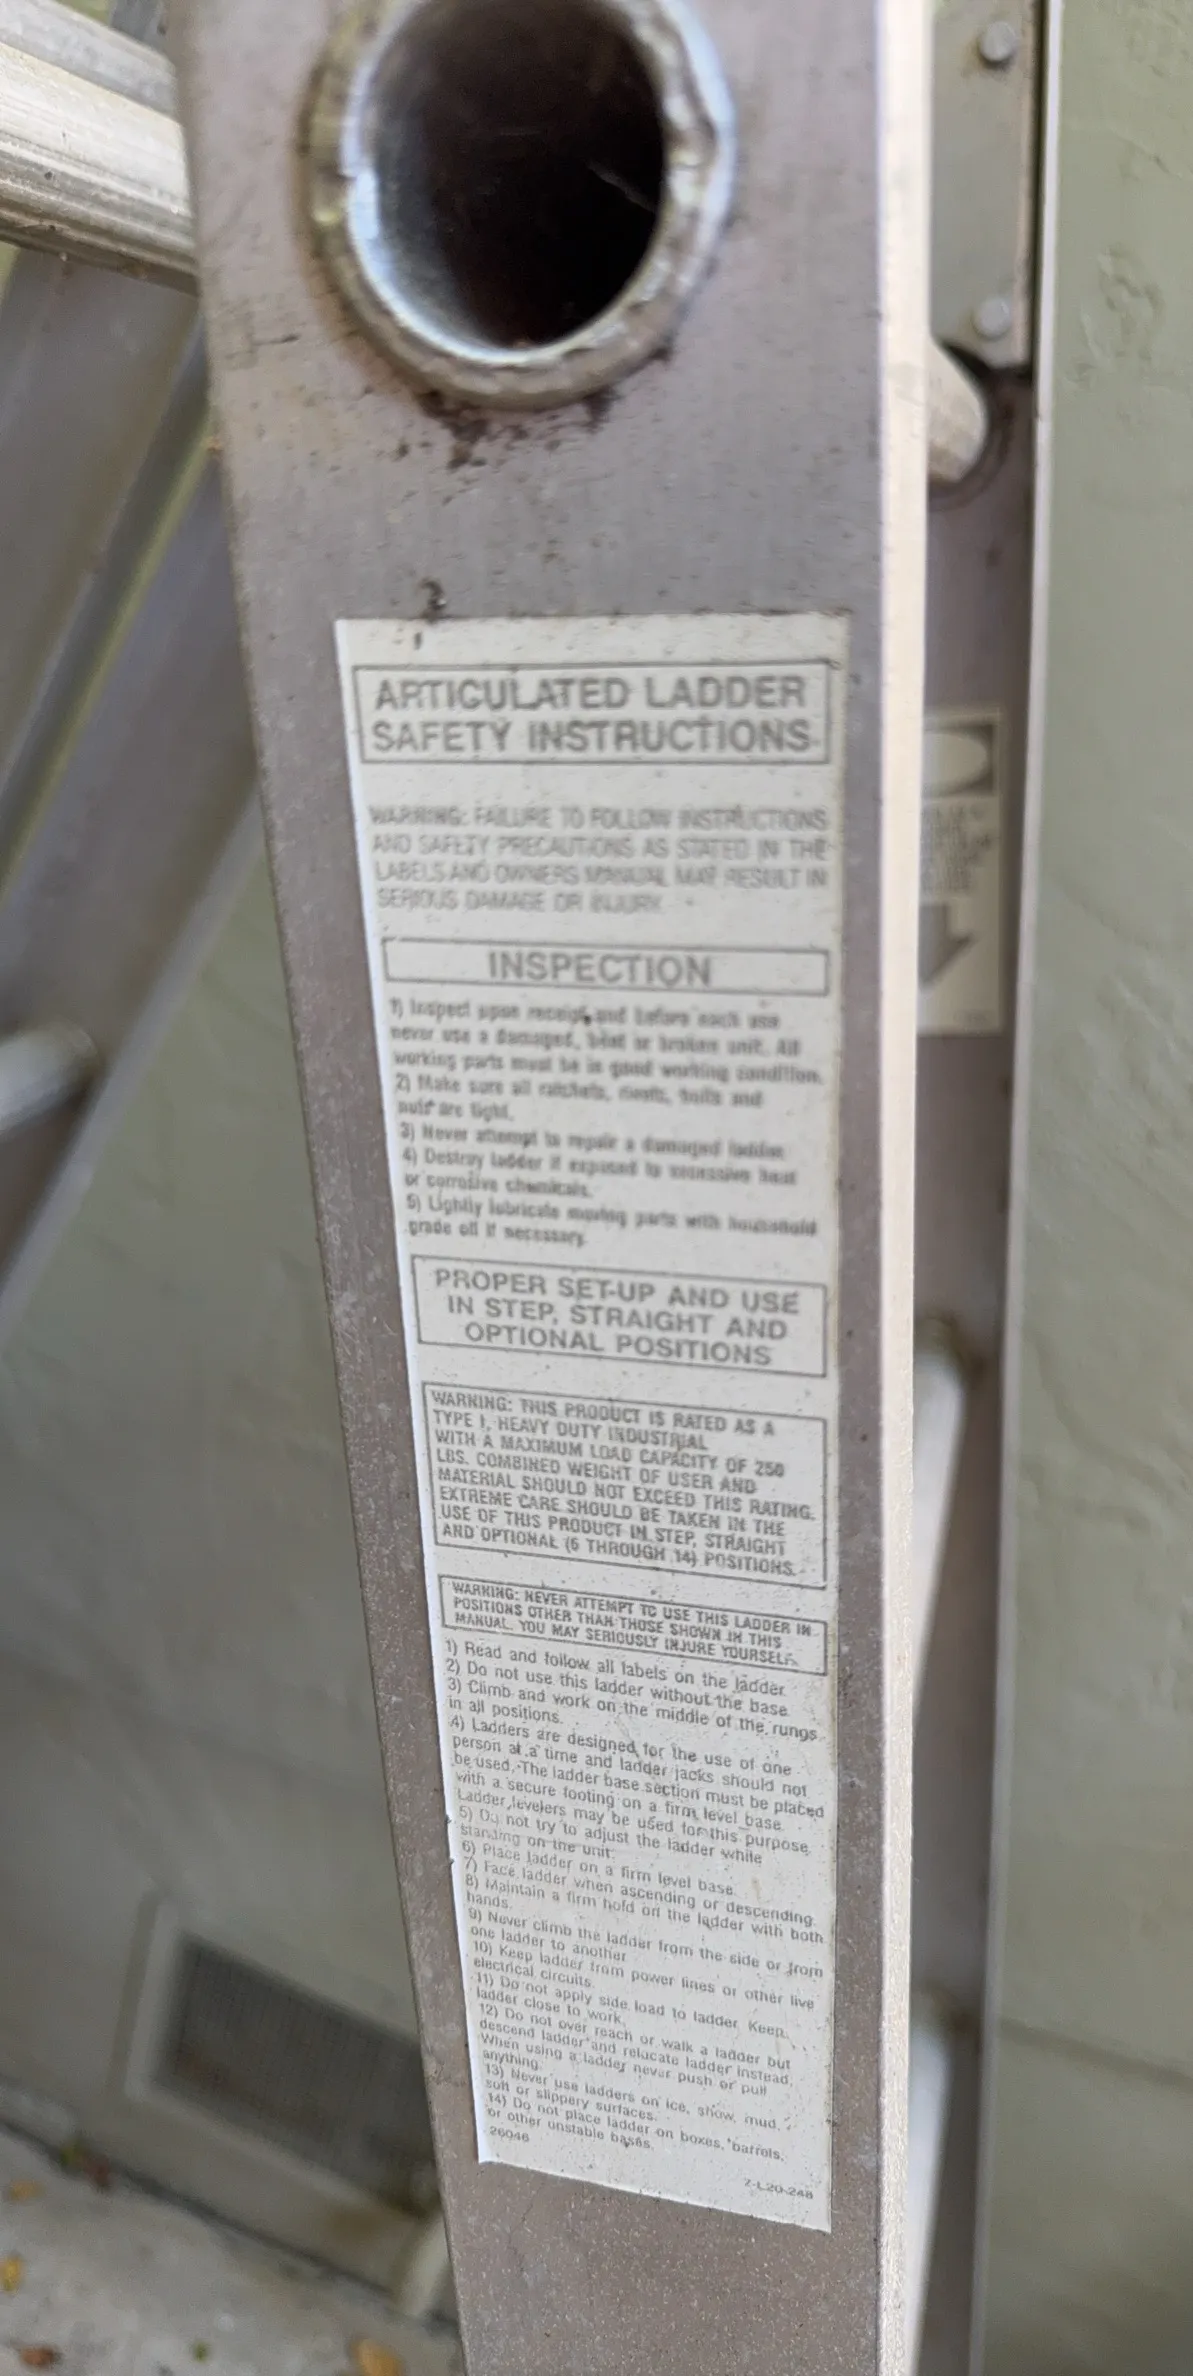 ARTICULATED LADDER
SAFETY INSTRUCTIONS
WARNING: FAILURE TO FOLLOW INSTRUCTIONS
AND SAFETY PRECAUTIONS AS STATED IN THE
LABELS AND OWNERS MANUAL MAY RESULT IN
SERIOUS DAMAGE OR INJURY.
INSPECTION
1) Inspect upon receipt and before each use
never use a damaged, bent or broken unit. All
working parts must be in good working condition.
2) Make sure all ratchets, rivets, bolts and
nuts are tight.
3) Never attempt to repair a damaged ladder.
4) Destroy ladder if exposed to excessive heat
or corrosive chemicals.
5) Lightly lubricate moving parts with household
grade oil if necessary.
PROPER SET-UP AND USE
IN STEP, STRAIGHT AND
OPTIONAL POSITIONS
WARNING: THIS PRODUCT IS RATED AS A
TYPE I, HEAVY DUTY INDUSTRIAL
WITH A MAXIMUM LOAD CAPACITY OF 250
LBS. COMBINED WEIGHT OF USER AND
MATERIAL SHOULD NOT EXCEED THIS RATING.
EXTREME CARE SHOULD BE TAKEN IN THE
USE OF THIS PRODUCT IN STEP, STRAIGHT
AND OPTIONAL (6 THROUGH 14) POSITIONS.
WARNING: NEVER ATTEMPT TO USE THIS LADDER IN
POSITIONS OTHER THAN THOSE SHOWN IN THIS
MANUAL. YOU MAY SERIOUSLY INJURE YOURSELF.
1) Read and follow all labels on the ladder.
2) Do not use this ladder without the base.
3) Climb and work on the middle of the rungs
in all positions.
4) Ladders are designed for the use of one
person at a time and ladder jacks should not
be used. The ladder base section must be placed
with a secure footing on a firm level base.
Ladder levelers may be used for this purpose.
5) Do not try to adjust the ladder while
standing on the unit.
6) Place ladder on a firm level base.
7) Face ladder when ascending or descending.
8) Maintain a firm hold on the ladder with both
hands.
9) Never climb the ladder from the side or from
one ladder to another
10) Keep ladder from power lines or other live
electrical circuits.
11) Do not apply side load to ladder. Keep
ladder close to work.
12) Do not over reach or walk a ladder but
descend ladder and relocate ladder instead.
When using a ladder never push or pull
anything.
13) Never use ladders on ice, snow, mud,
soft or slippery surfaces.
14) Do not place ladder on boxes, barrels,
or other unstable bases.
26046
7-L20-248